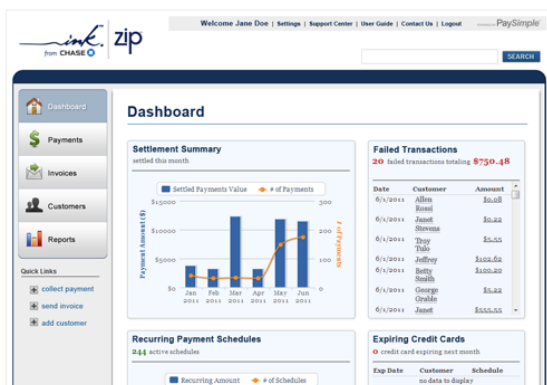 ink.
from CHASE
zip
Welcome Jane Doe | Settings | Support Center | User Guide | Contact Us | Logout
PaySimple
SEARCH
Dashboard
Payments
Invoices
Customers
Reports
Quick Links
collect payment
send invoice
add customer
Dashboard
Settlement Summary
settled this month
Settled Payments Value
# of Payments
Payment Amount ($)
$15000
$10000
$5000
$0
300
200
100
0
# of Payments
Jan Feb Mar Apr May Jun
2011 2011 2011 2011 2011 2011
Failed Transactions
20 failed transactions totaling $750.48
Date Customer Amount
6/1/2011 Allen Rossi $0.08
6/1/2011 Janet Stevens $0.22
6/1/2011 Troy Tulo $5.55
6/1/2011 Jeffrey $102.62
6/1/2011 Betty Smith $100.20
6/1/2011 George Grable $5.22
6/1/2011 Janet $555.55
Recurring Payment Schedules
244 active schedules
Recurring Amount
# of Schedules
Expiring Credit Cards
0 credit card expiring next month
Exp Date Customer Schedule
no data to display